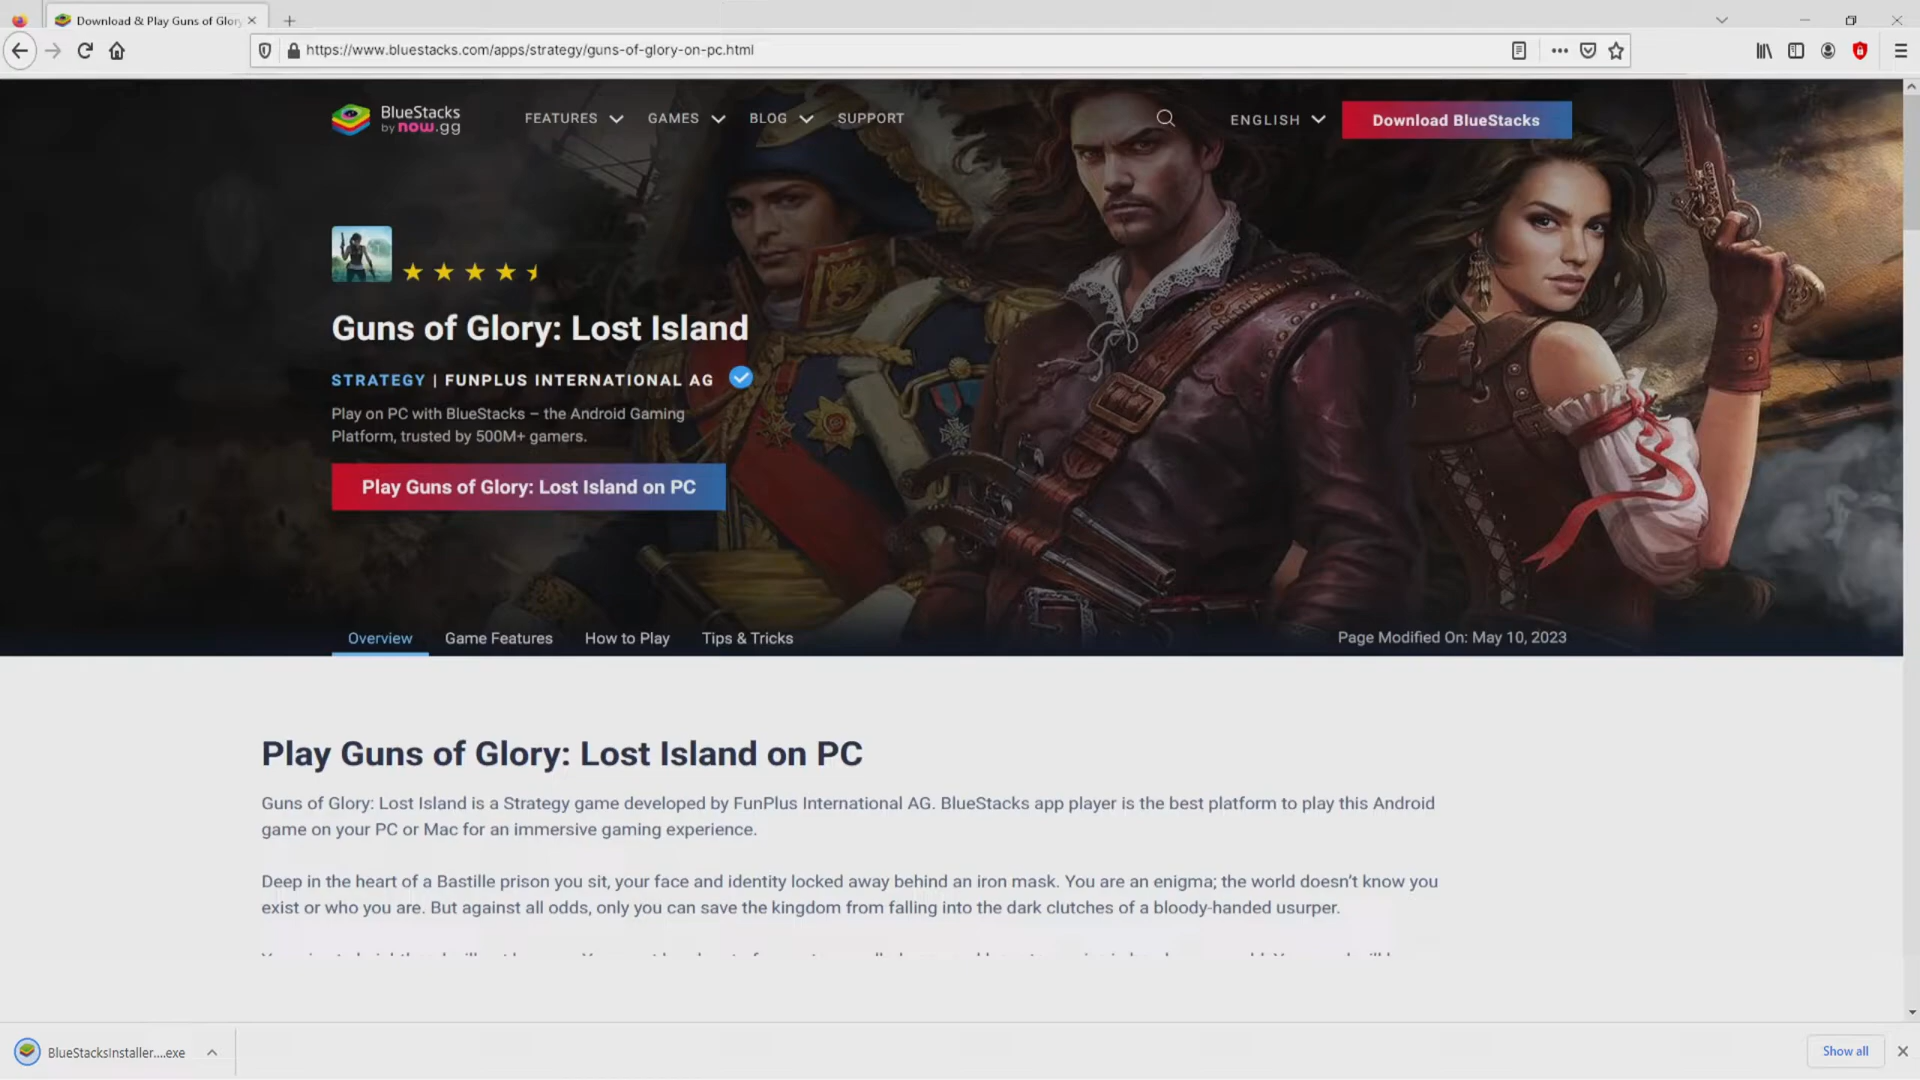 Download & Play Guns of Glor
https://www.bluestacks.com/apps/strategy/guns-of-glory-on-pc.html
BlueStacks
by now.gg
FEATURES
GAMES
BLOG
SUPPORT
ENGLISH
Download BlueStacks
Guns of Glory: Lost Island
STRATEGY | FUNPLUS INTERNATIONAL AG
Play on PC with BlueStacks – the Android Gaming
Platform, trusted by 500M+ gamers.
Play Guns of Glory: Lost Island on PC
Overview
Game Features
How to Play
Tips & Tricks
Page Modified On: May 10, 2023
Play Guns of Glory: Lost Island on PC
Guns of Glory: Lost Island is a Strategy game developed by FunPlus International AG. BlueStacks app player is the best platform to play this Android
game on your PC or Mac for an immersive gaming experience.
Deep in the heart of a Bastille prison you sit, your face and identity locked away behind an iron mask. You are an enigma; the world doesn’t know you
exist or who you are. But against all odds, only you can save the kingdom from falling into the dark clutches of a bloody-handed usurper.
BlueStacksInstaller....exe
Show all